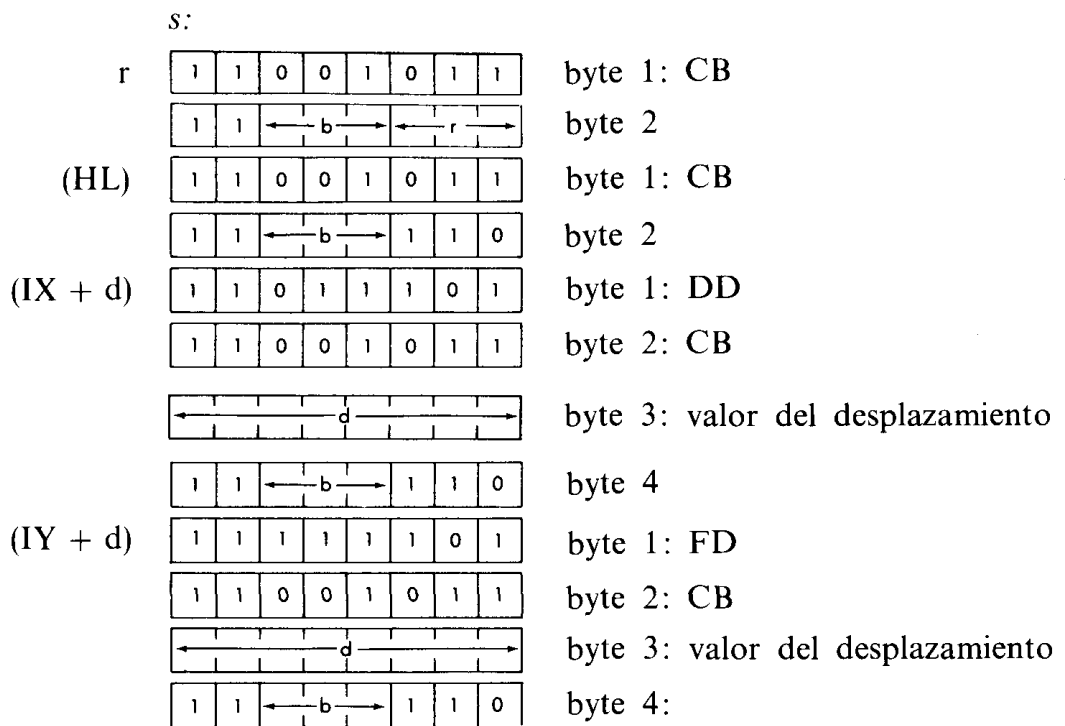 s:
r 1 1 0 0 1 0 1 1 byte 1: CB
1 1 b r byte 2
(HL) 1 1 0 0 1 0 1 1 byte 1: CB
1 1 b 1 1 0 byte 2
(IX + d) 1 1 0 1 1 1 0 1 byte 1: DD
1 1 0 0 1 0 1 1 byte 2: CB
d byte 3: valor del desplazamiento
1 1 b 1 1 0 byte 4
(IY + d) 1 1 1 1 1 1 0 1 byte 1: FD
1 1 0 0 1 0 1 1 byte 2: CB
d byte 3: valor del desplazamiento
1 1 b 1 1 0 byte 4: